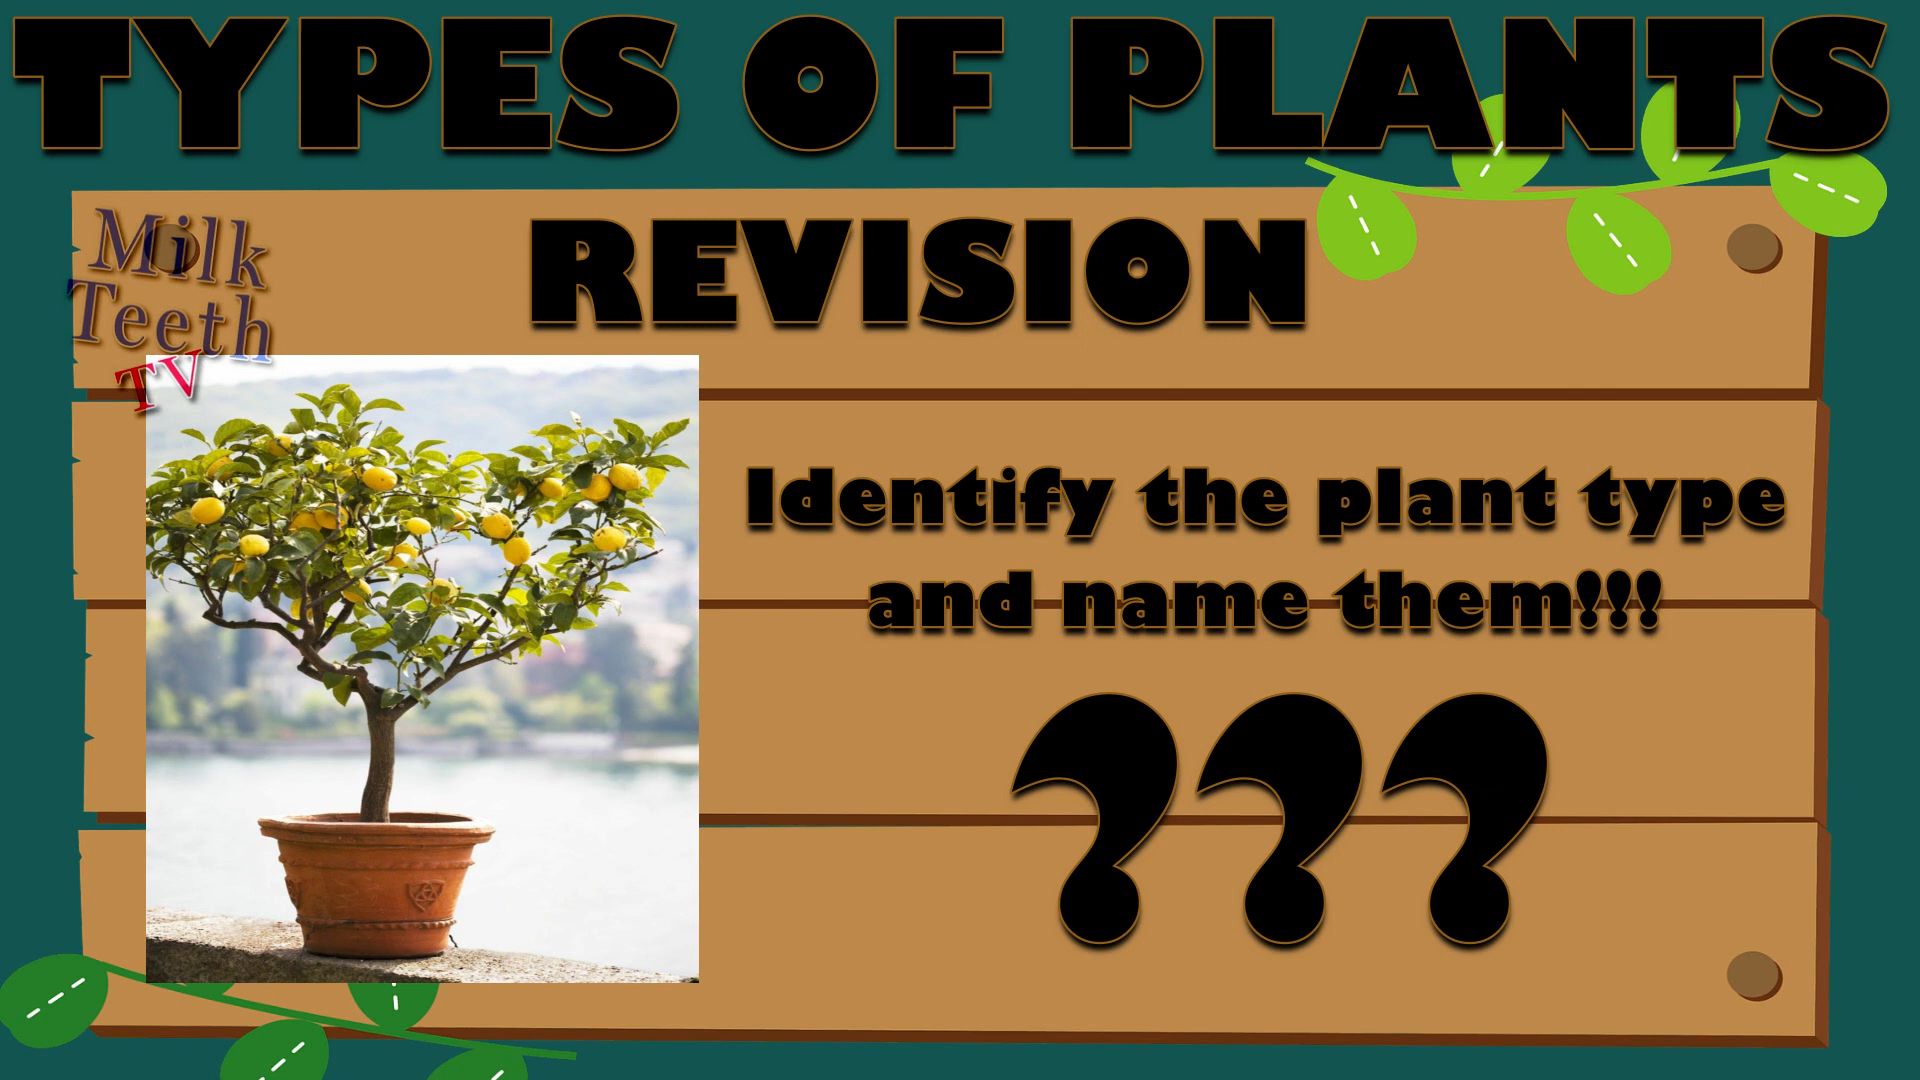 TYPES OF PLANTS
REVISION
Milk
Teeth
TV
Identify the plant type
and name them!!!
???